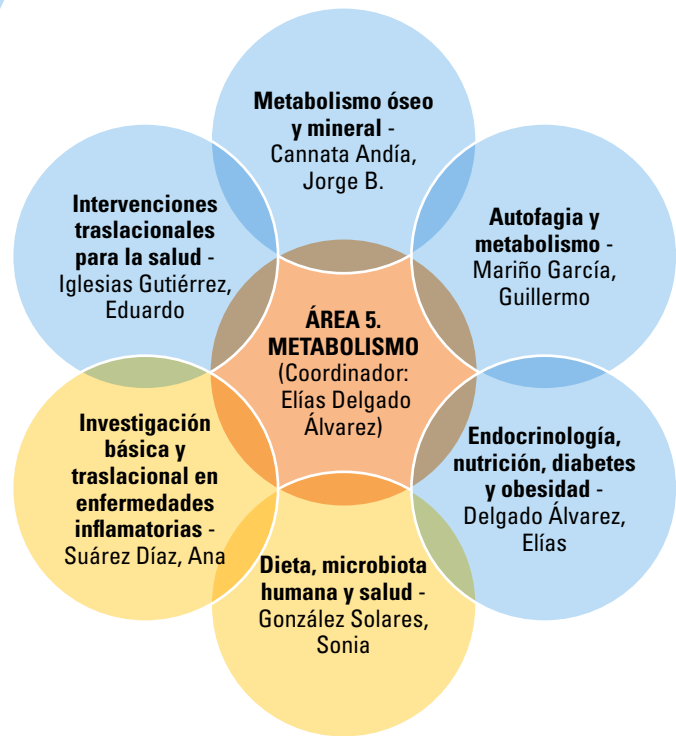 Metabolismo óseo
y mineral -
Cannata Andía,
Jorge B.
Intervenciones
traslacionales
para la salud -
Iglesias Gutiérrez,
Eduardo
Autofagia y
metabolismo -
Mariño García,
Guillermo
ÁREA 5.
METABOLISMO
(Coordinador:
Elías Delgado
Álvarez)
Investigación
básica y
traslacional en
enfermedades
inflamatorias -
Suárez Díaz, Ana
Endocrinología,
nutrición, diabetes
y obesidad -
Delgado Álvarez,
Elías
Dieta, microbiota
humana y salud -
González Solares,
Sonia